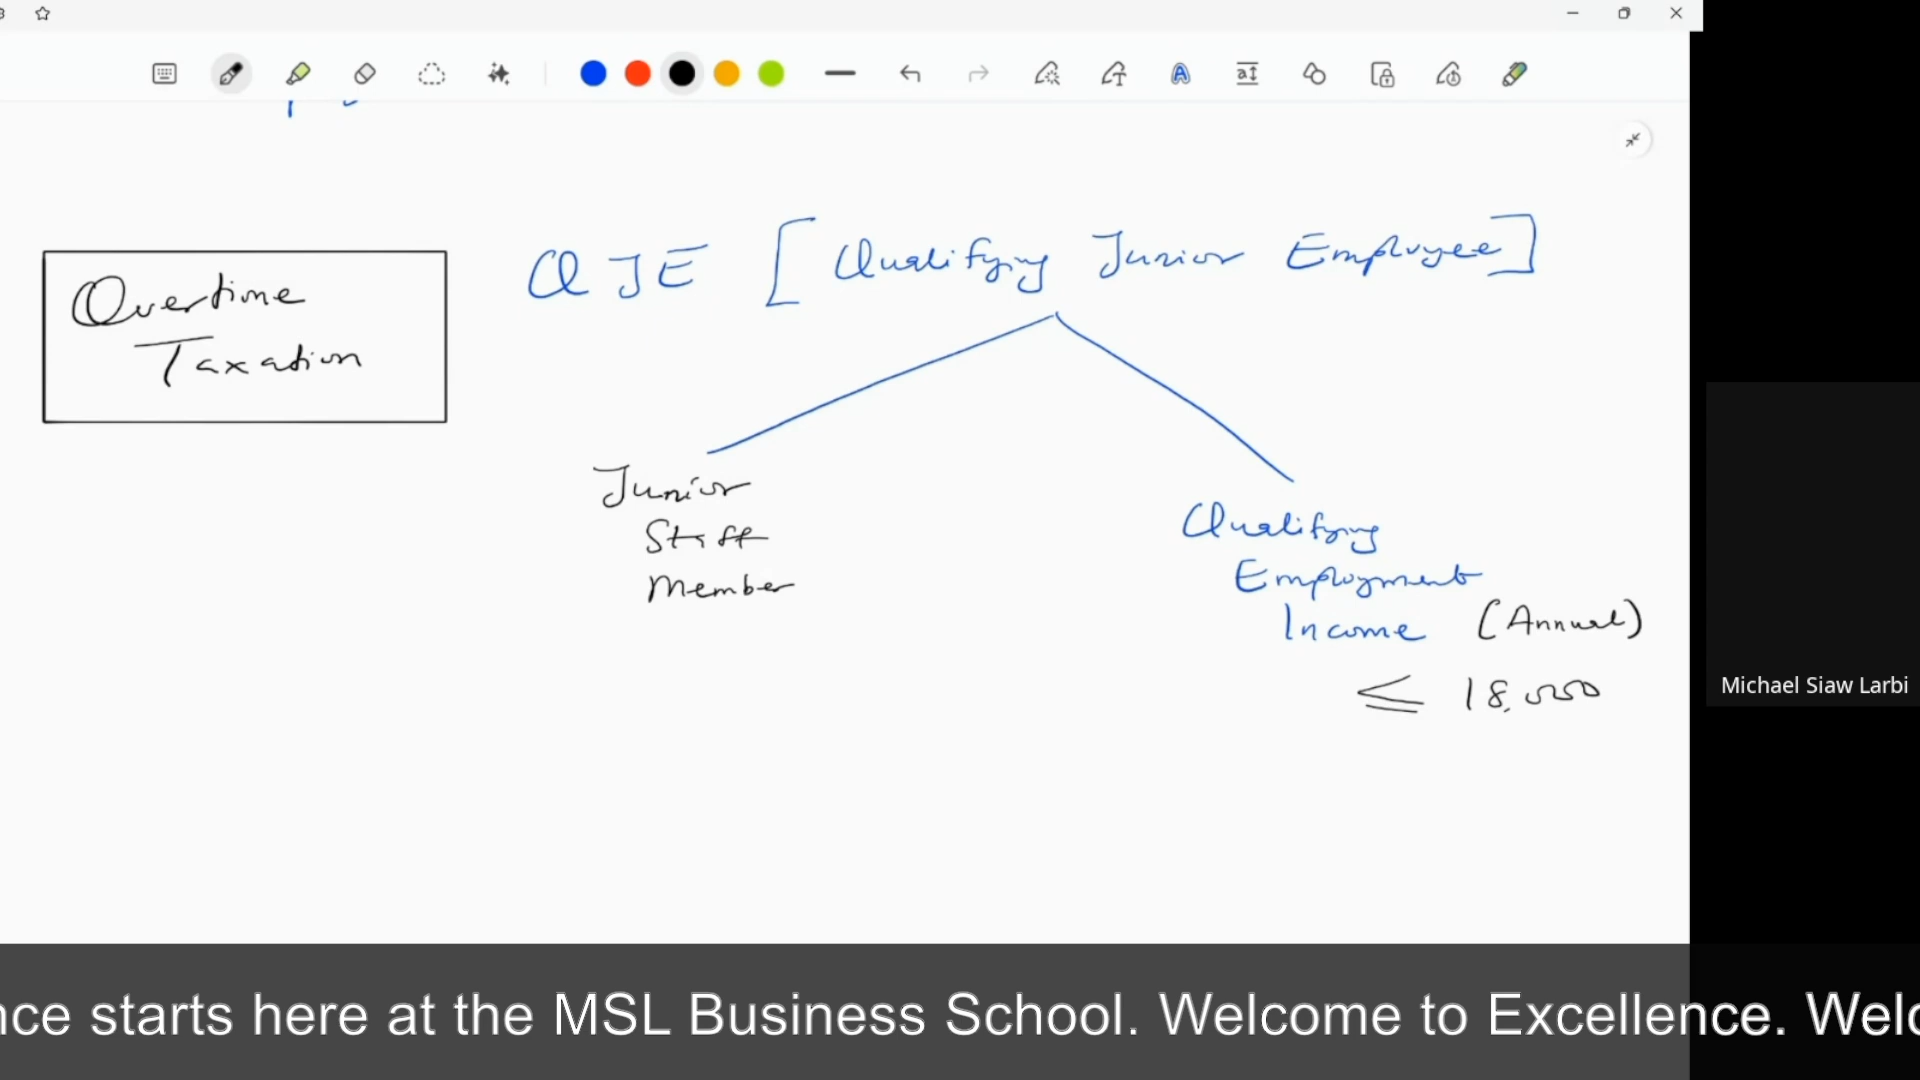 Overtime
Taxation
QJE [Qualifying Junior Employee]
Junior
Staff
Member
Qualifying
Employment
Income (Annual)
≤ 18,000
Michael Siaw Larbi
nce starts here at the MSL Business School. Welcome to Excellence. Welc